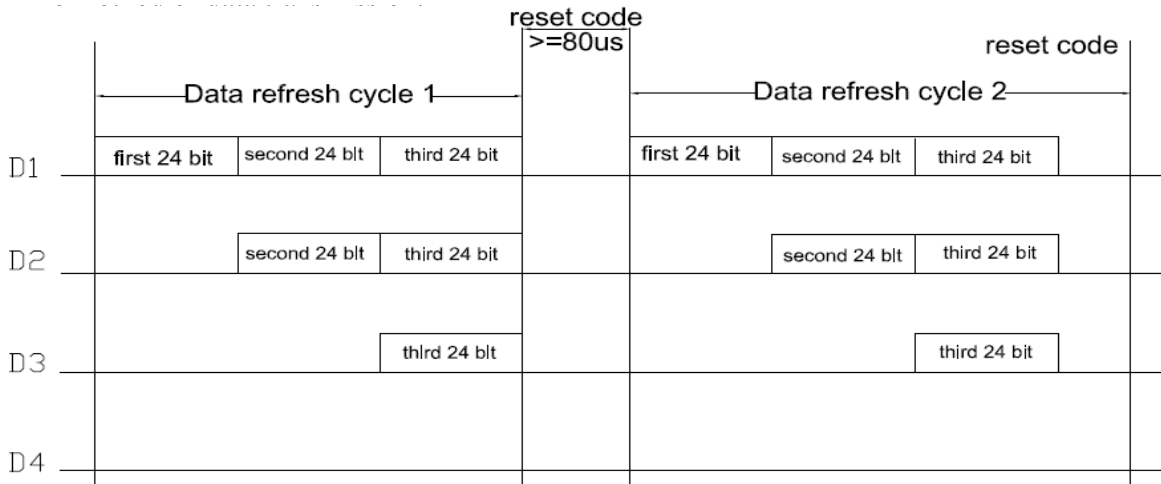 reset code
>=80us
reset code
Data refresh cycle 1
Data refresh cycle 2
D1 first 24 bit second 24 blt third 24 bit first 24 bit second 24 blt third 24 bit
D2 second 24 blt third 24 bit second 24 blt third 24 bit
D3 thlrd 24 blt third 24 bit
D4